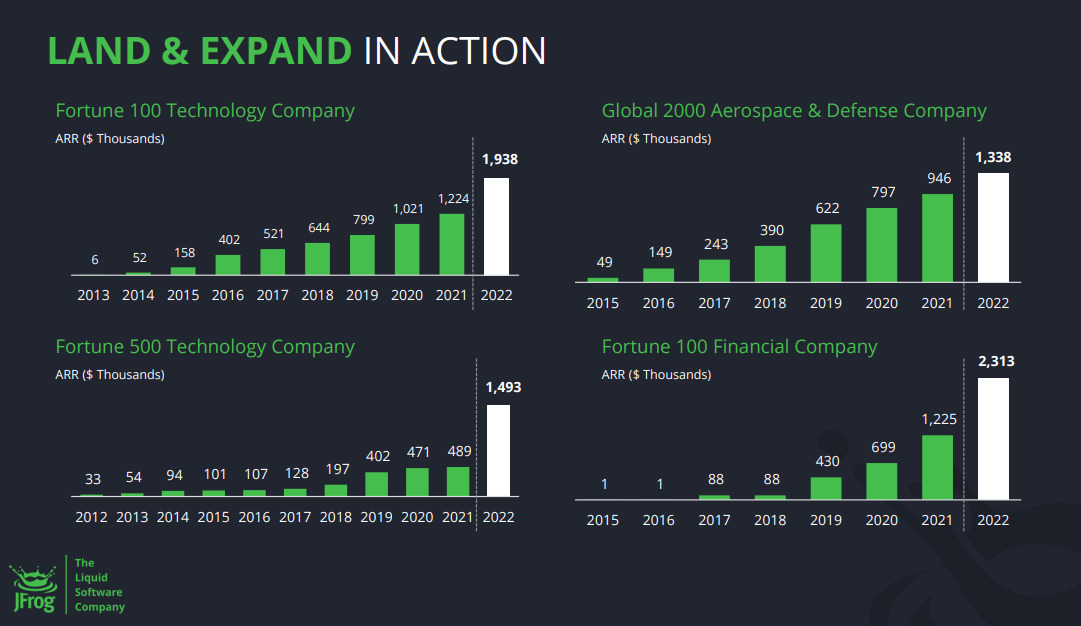 LAND & EXPAND IN ACTION
Fortune 100 Technology Company
ARR ($ Thousands)
6 52 158 402 521 644 799 1,021 1,224 1,938
2013 2014 2015 2016 2017 2018 2019 2020 2021 2022
Global 2000 Aerospace & Defense Company
ARR ($ Thousands)
49 149 243 390 622 797 946 1,338
2015 2016 2017 2018 2019 2020 2021 2022
Fortune 500 Technology Company
ARR ($ Thousands)
33 54 94 101 107 128 197 402 471 489 1,493
2012 2013 2014 2015 2016 2017 2018 2019 2020 2021 2022
Fortune 100 Financial Company
ARR ($ Thousands)
1 1 88 88 430 699 1,225 2,313
2015 2016 2017 2018 2019 2020 2021 2022
JFrog
The
Liquid
Software
Company